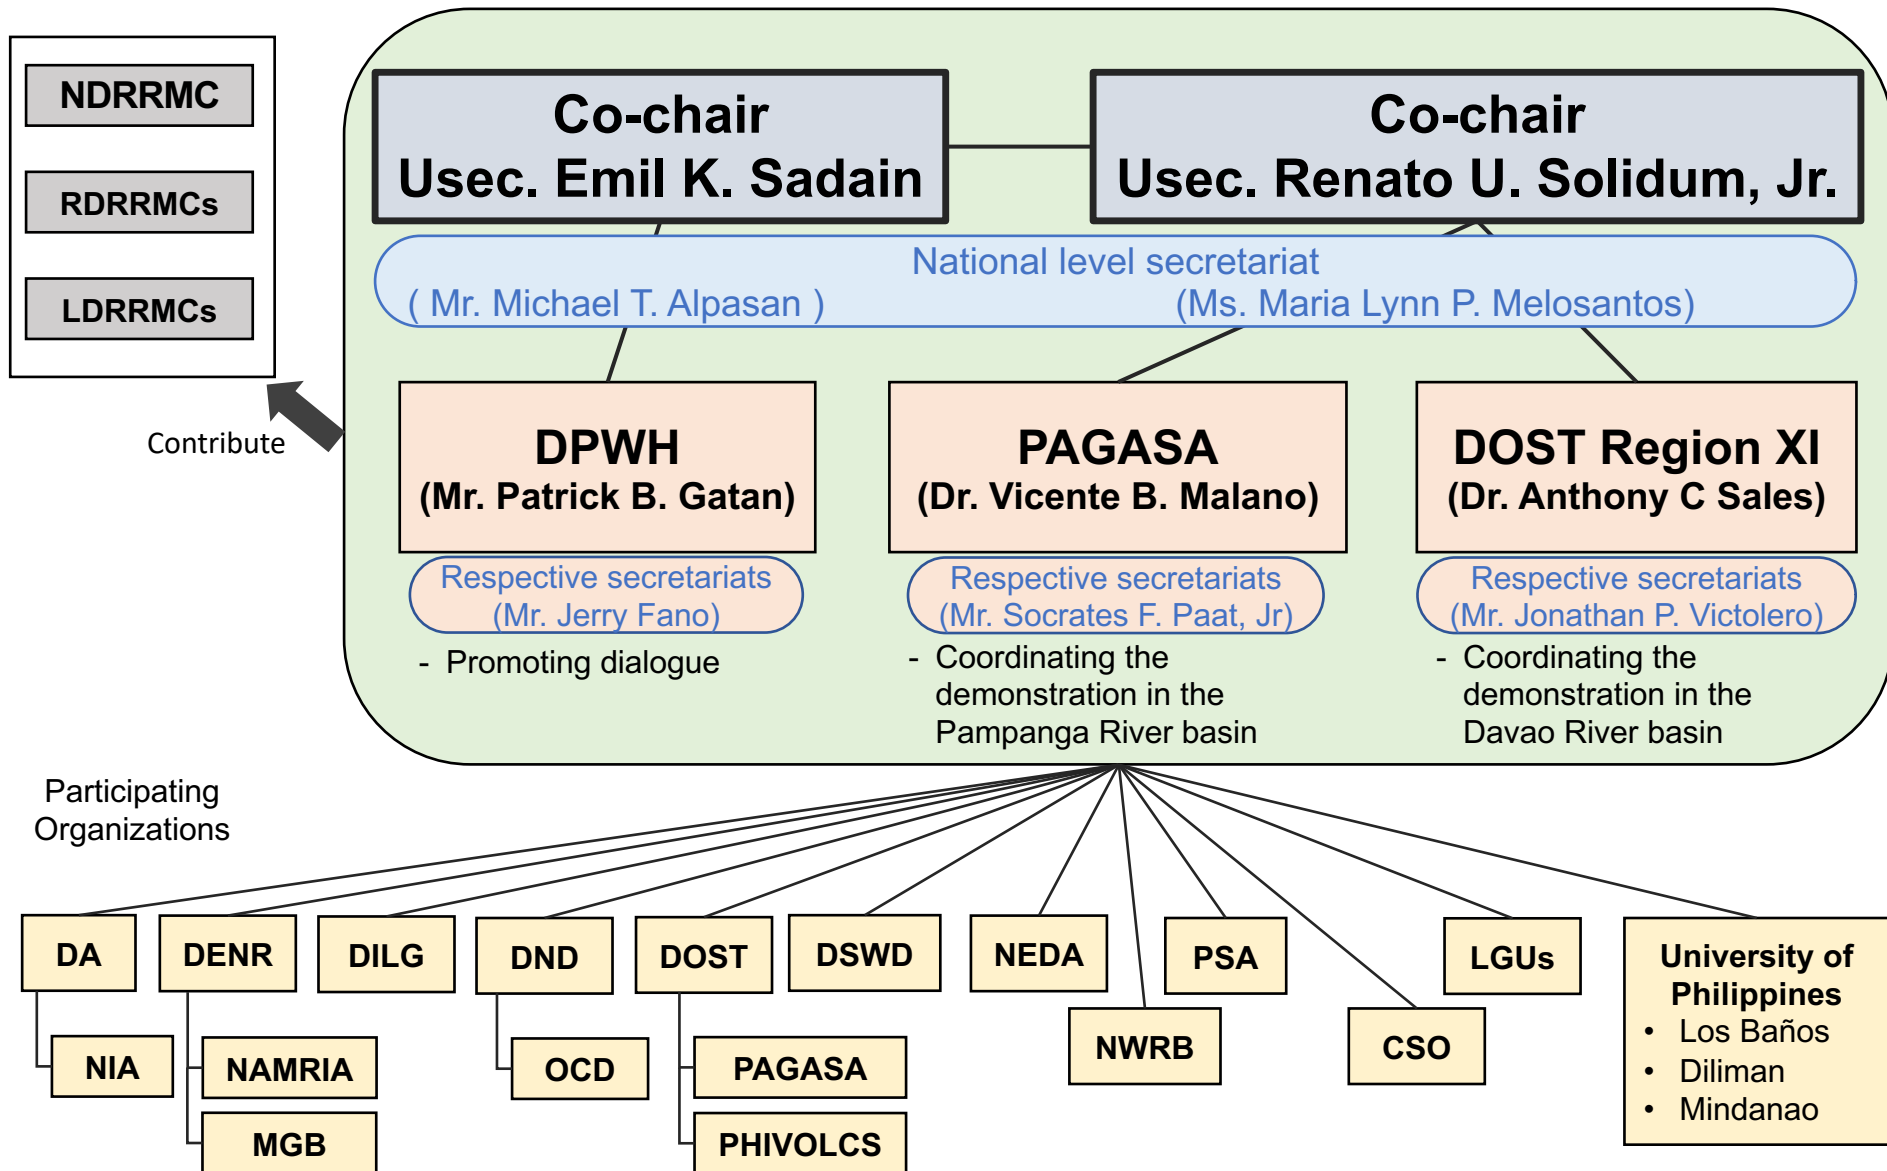 NDRRMC
RDRRMCs
LDRRMCs
Contribute
Co-chair
Usec. Emil K. Sadain
Co-chair
Usec. Renato U. Solidum, Jr.
National level secretariat
( Mr. Michael T. Alpasan )
(Ms. Maria Lynn P. Melosantos)
DPWH
(Mr. Patrick B. Gatan)
Respective secretariats
(Mr. Jerry Fano)
- Promoting dialogue
PAGASA
(Dr. Vicente B. Malano)
Respective secretariats
(Mr. Socrates F. Paat, Jr)
- Coordinating the
demonstration in the
Pampanga River basin
DOST Region XI
(Dr. Anthony C Sales)
Respective secretariats
(Mr. Jonathan P. Victolero)
- Coordinating the
demonstration in the
Davao River basin
Participating
Organizations
DA
NIA
DENR
NAMRIA
MGB
DILG
DND
OCD
DOST
PAGASA
PHIVOLCS
DSWD
NEDA
NWRB
PSA
CSO
LGUs
University of
Philippines
• Los Baños
• Diliman
• Mindanao